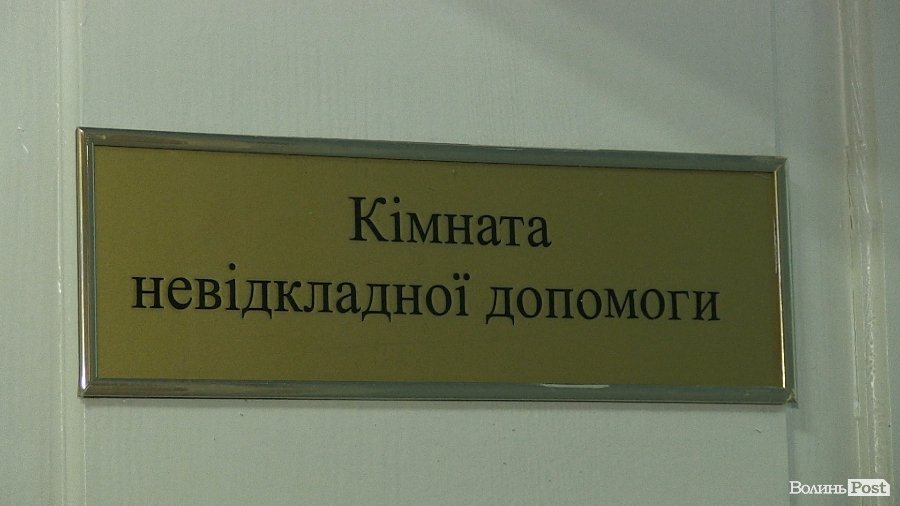 Кімната
невідкладної допомоги
Волинь Post